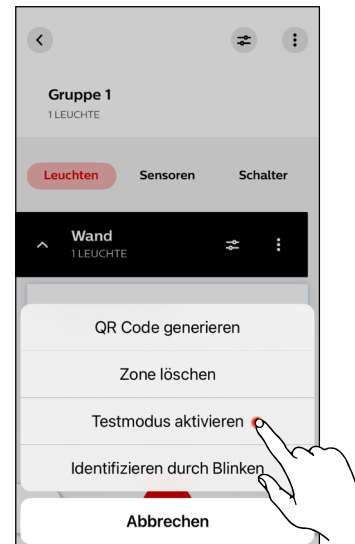 Gruppe 1
1 LEUCHTE
Leuchten Sensoren Schalter
Wand
1 LEUCHTE
QR Code generieren
Zone löschen
Testmodus aktivieren
Identifizieren durch Blinken
Abbrechen